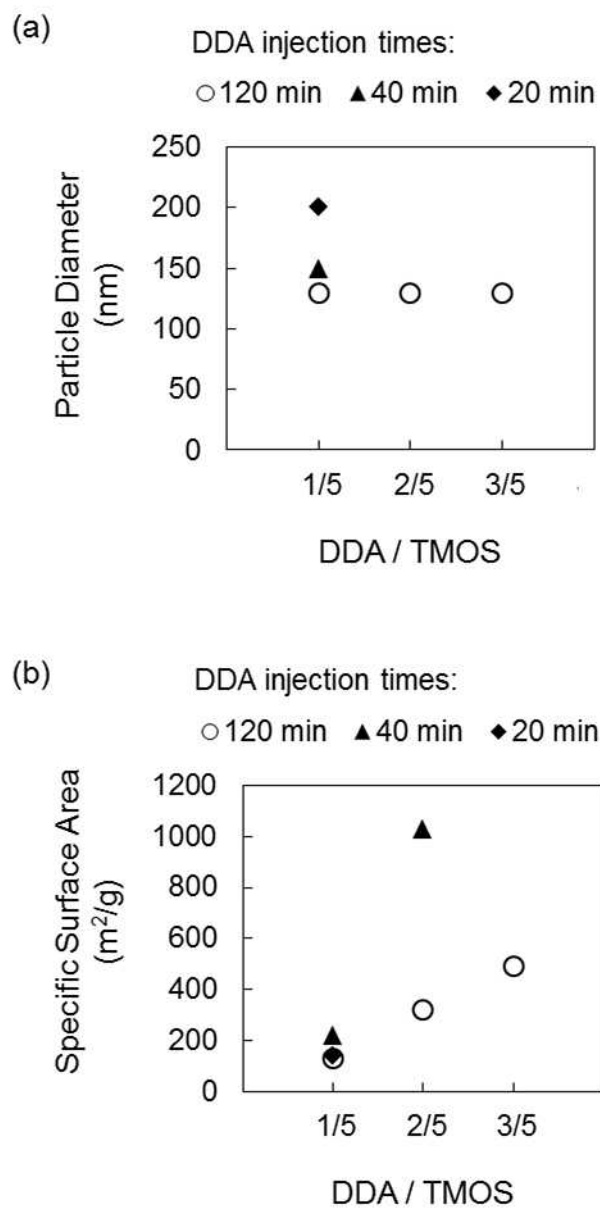 (a)
DDA injection times:
○ 120 min ▲ 40 min ◆ 20 min
Particle Diameter
(nm)
250
200
150
100
50
0
1/5 2/5 3/5
DDA / TMOS
(b)
DDA injection times:
○ 120 min ▲ 40 min ◆ 20 min
Specific Surface Area
(m²/g)
1200
1000
800
600
400
200
0
1/5 2/5 3/5
DDA / TMOS